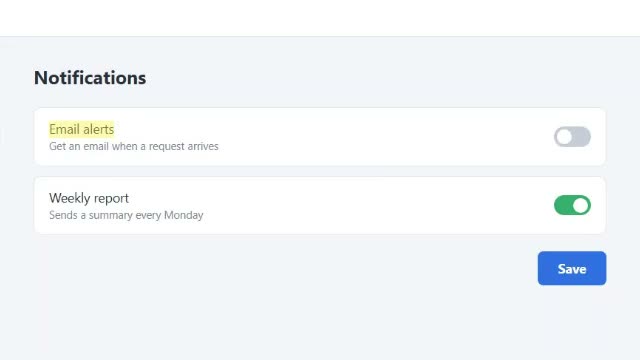 Notifications
Email alerts
Get an email when a request arrives
Weekly report
Sends a summary every Monday
Save